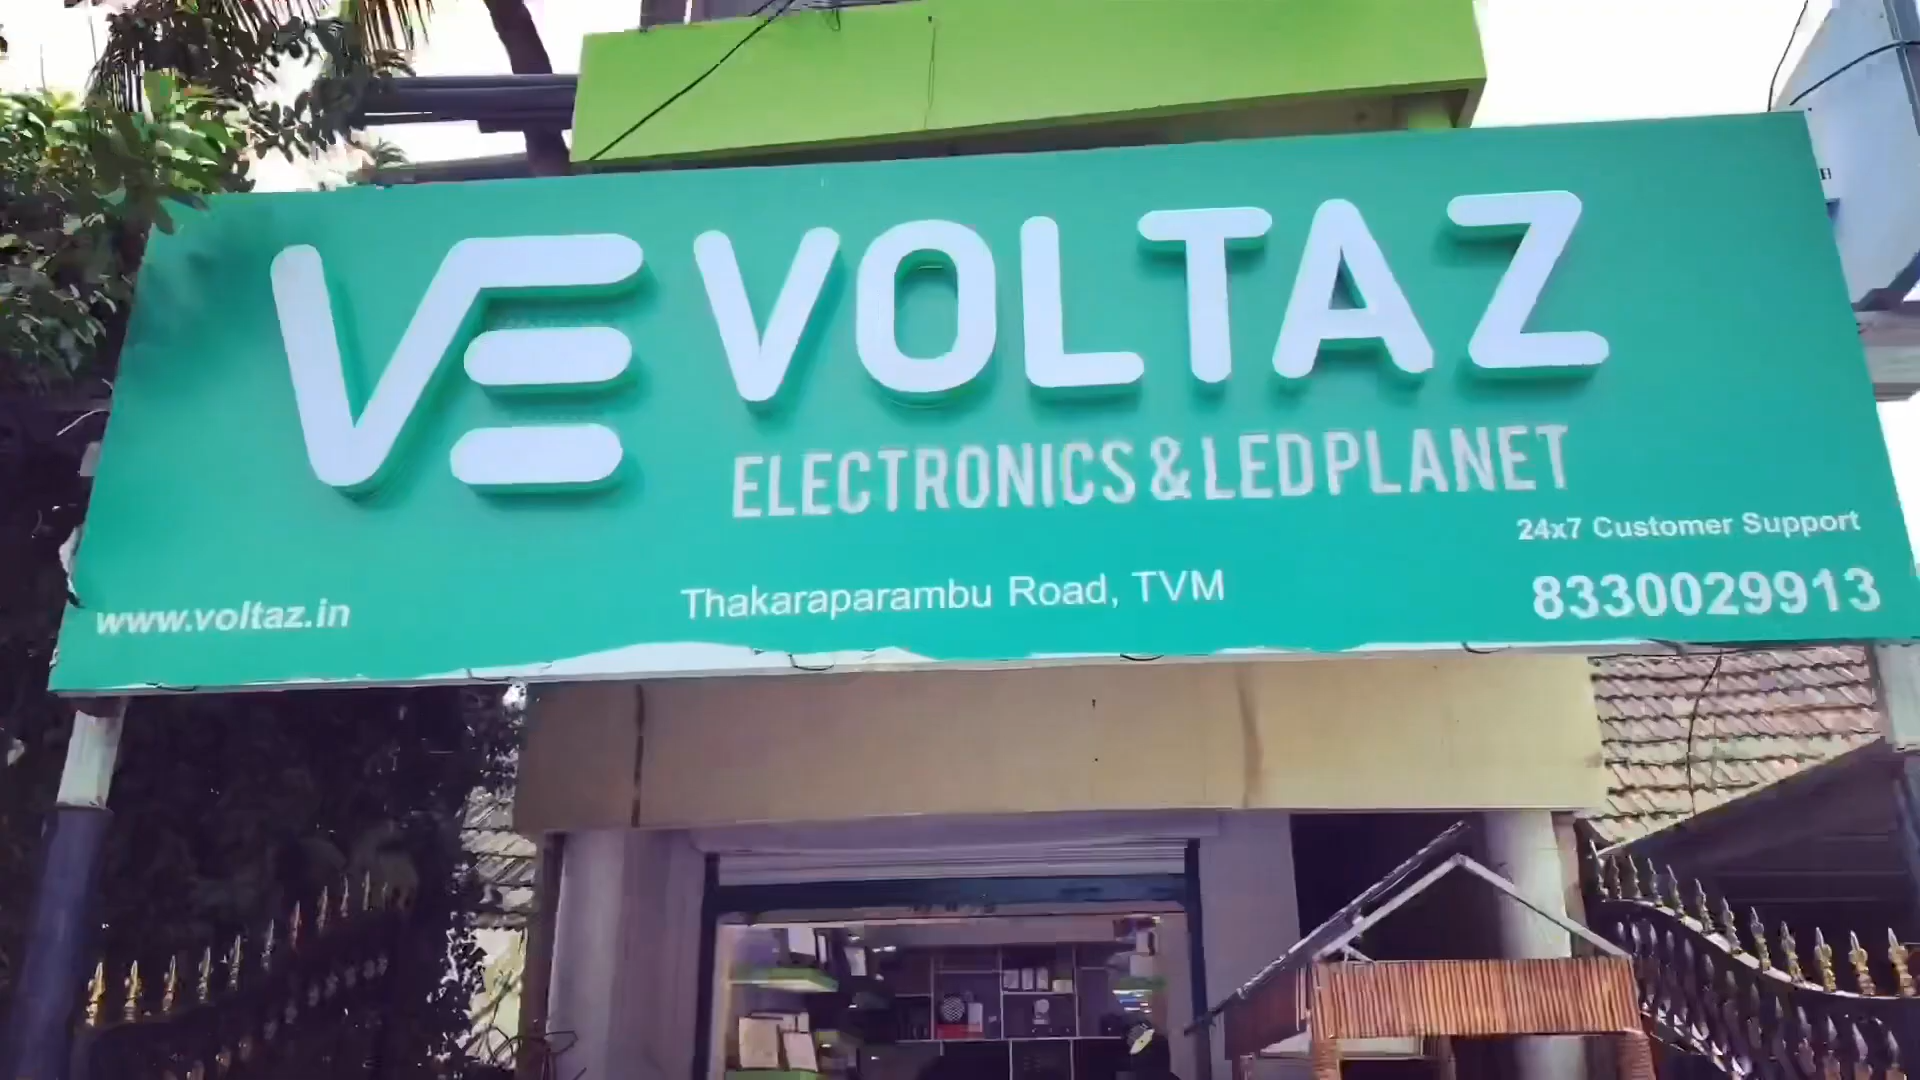 VE VOLTAZ
ELECTRONICS & LED PLANET
24x7 Customer Support
www.voltaz.in
Thakaraparambu Road, TVM
8330029913